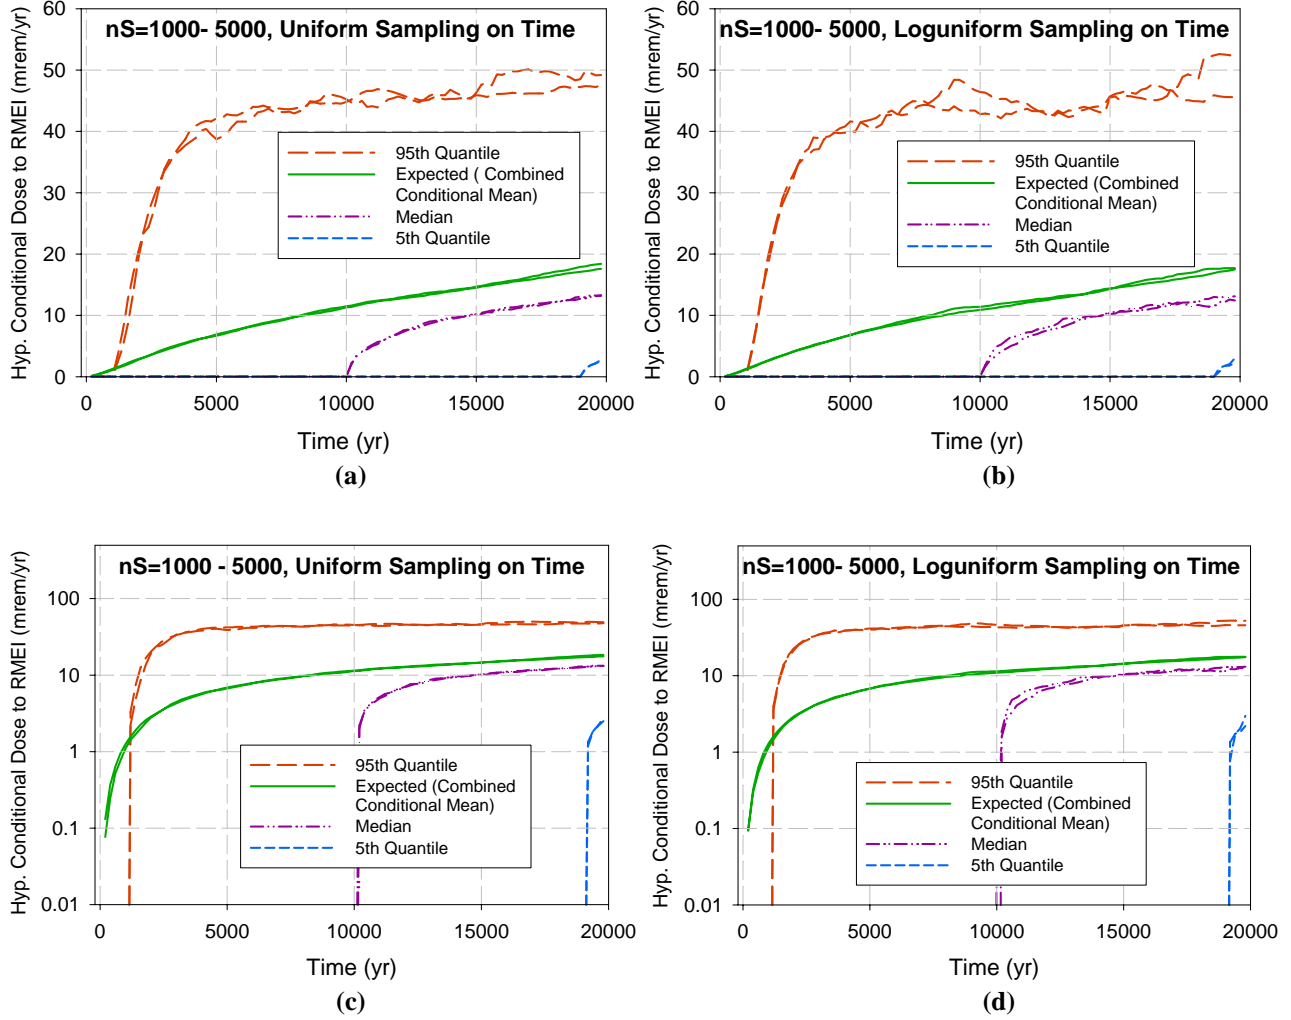 nS=1000- 5000, Uniform Sampling on Time
Hyp. Conditional Dose to RMEI (mrem/yr)
60
50
40
30
20
10
0
95th Quantile
Expected ( Combined
Conditional Mean)
Median
5th Quantile
0 5000 10000 15000 20000
Time (yr)
(a)
nS=1000- 5000, Loguniform Sampling on Time
Hyp. Conditional Dose to RMEI (mrem/yr)
60
50
40
30
20
10
0
95th Quantile
Expected (Combined
Conditional Mean)
Median
5th Quantile
0 5000 10000 15000 20000
Time (yr)
(b)
nS=1000 - 5000, Uniform Sampling on Time
Hyp. Conditional Dose to RMEI (mrem/yr)
100
10
1
0.1
0.01
95th Quantile
Expected (Combined
Conditional Mean)
Median
5th Quantile
0 5000 10000 15000 20000
Time (yr)
(c)
nS=1000- 5000, Loguniform Sampling on Time
Hyp. Conditional Dose to RMEI (mrem/yr)
100
10
1
0.1
0.01
95th Quantile
Expected (Combined
Conditional Mean)
Median
5th Quantile
0 5000 10000 15000 20000
Time (yr)
(d)